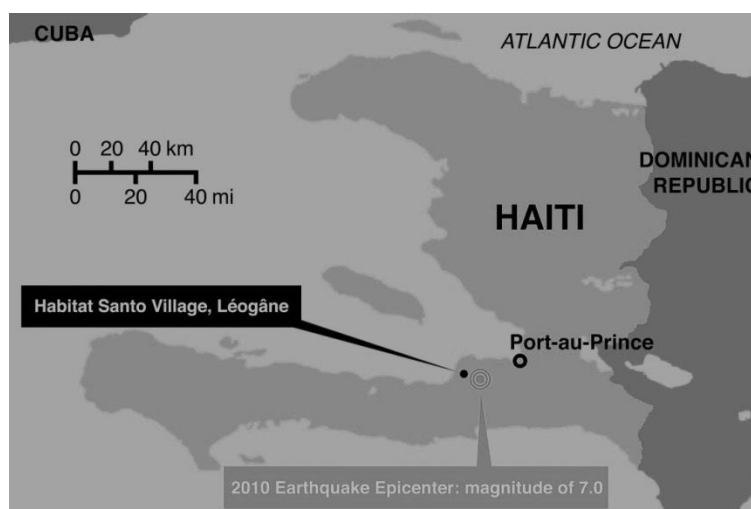 CUBA
ATLANTIC OCEAN
0 20 40 km
0 20 40 mi
DOMINICAN
REPUBLIC
HAITI
Habitat Santo Village, Léogâne
Port-au-Prince
2010 Earthquake Epicenter: magnitude of 7.0